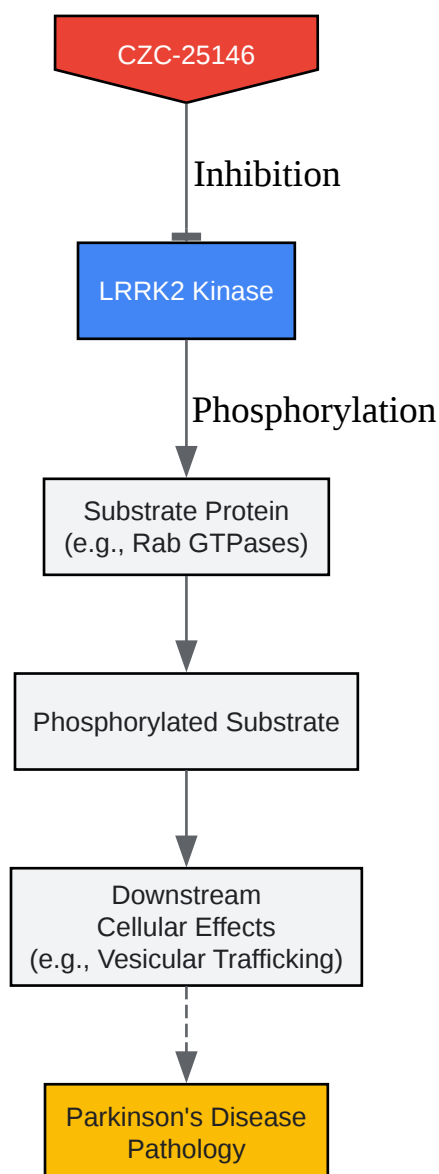 CZC-25146
Inhibition
LRRK2 Kinase
Phosphorylation
Substrate Protein
(e.g., Rab GTPases)
Phosphorylated Substrate
Downstream
Cellular Effects
(e.g., Vesicular Trafficking)
Parkinson's Disease
Pathology